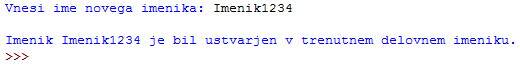 Vnesi ime novega imenika: Imenik1234
Imenik Imenik1234 je bil ustvarjen v trenutnem delovnem imeniku.
>>>